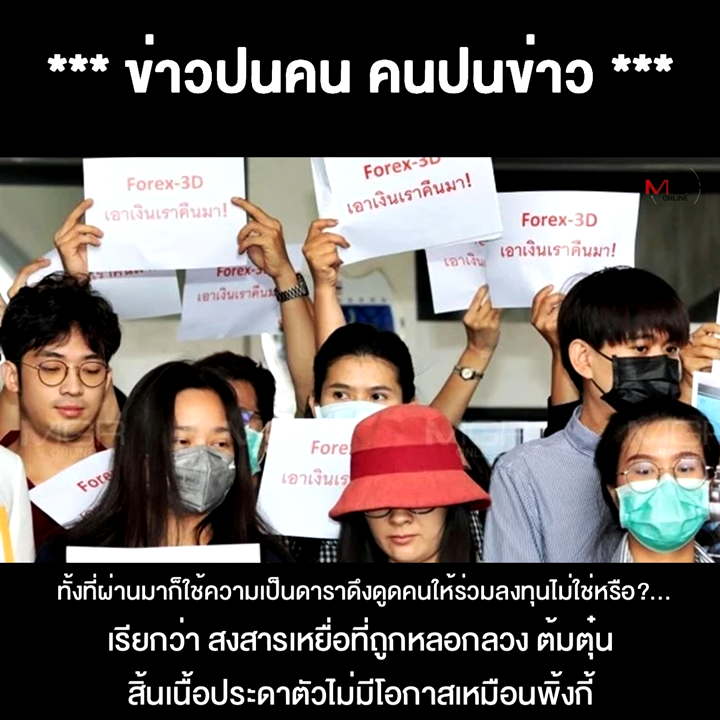 *** ข่าวปนคน คนปนข่าว ***
Forex-3D
เอาเงินเราคืนมา!
Forex-3D
เอาเงินเราคืนมา!
Forex-3D
เอาเงินเราคืนมา!
M
ONLINE
Forex-3D
เอาเงินเราคืนมา
ทั้งที่ผ่านมาก็ใช้ความเป็นดาราดึงดูดคนให้ร่วมลงทุนไม่ใช่หรือ?...
เรียกว่า สงสารเหยื่อที่ถูกหลอกลวง ต้มตุ๋น
สิ้นเนื้อประดาตัวไม่มีโอกาสเหมือนพิ้งกี้